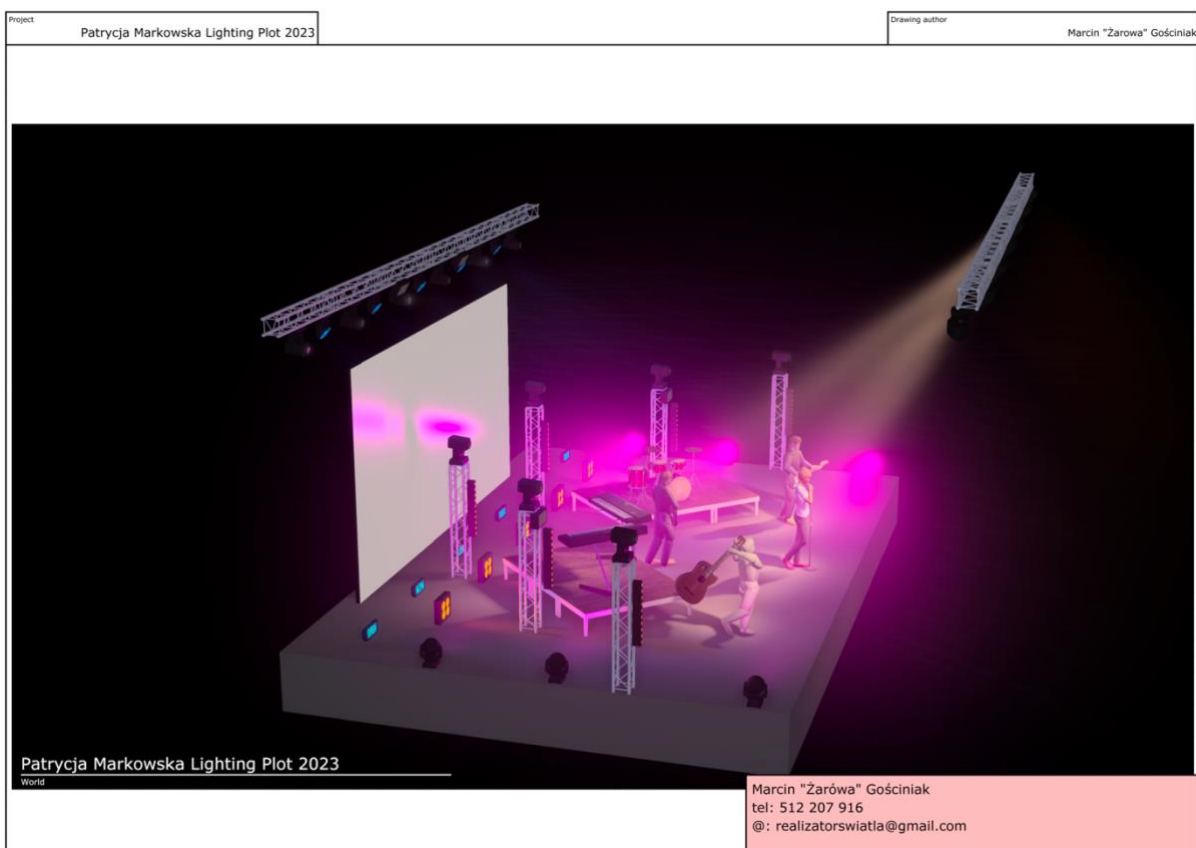 Project
Patrycja Markowska Lighting Plot 2023
Drawing author
Marcin "Żarowa" Gościniak
Patrycja Markowska Lighting Plot 2023
World
Marcin "Żarówa" Gościniak
tel: 512 207 916
@: realizatorswiatla@gmail.com